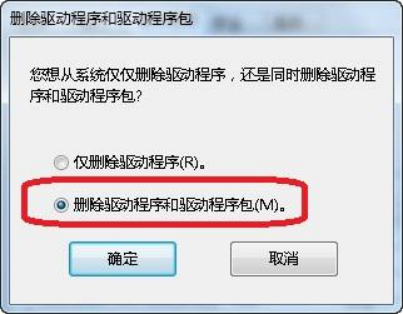 删除驱动程序和驱动程序包
您想从系统仅仅删除驱动程序，还是同时删除驱动程
序和驱动程序包?
仅删除驱动程序(R)。
删除驱动程序和驱动程序包(M)。
确定
取消